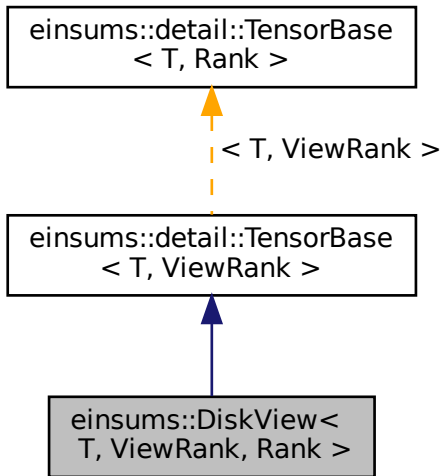 einsums::detail::TensorBase
< T, Rank >
< T, ViewRank >
einsums::detail::TensorBase
< T, ViewRank >
einsums::DiskView<
T, ViewRank, Rank >